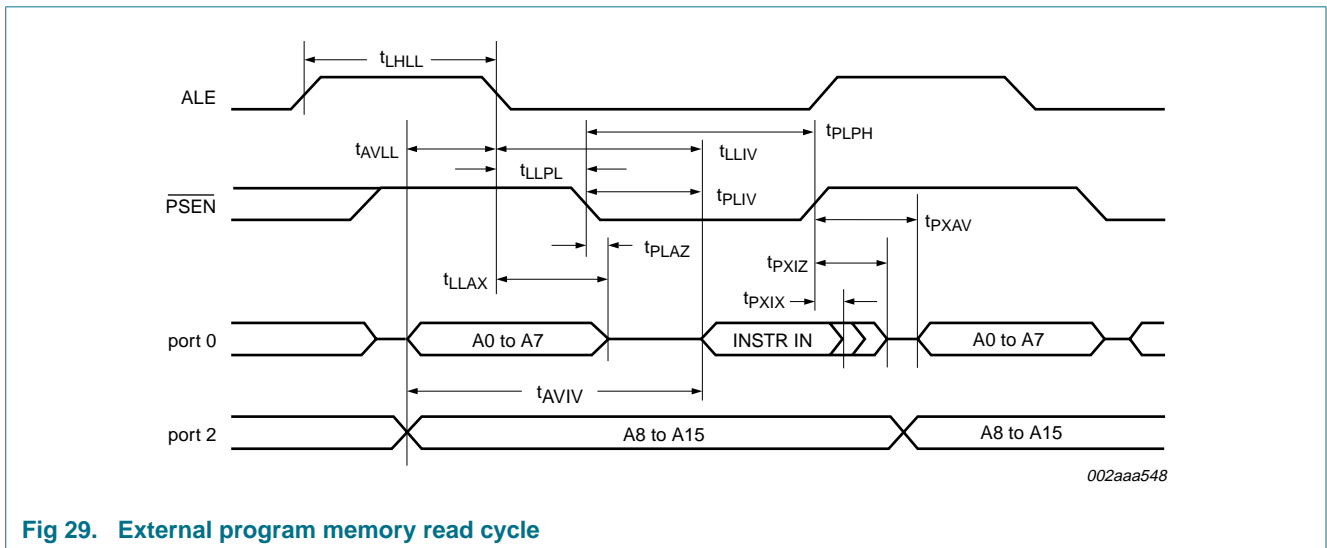 tLHLL
ALE
tPLPH
tAVLL
tLLIV
tLLPL
PSEN
tPLIV
tPXAV
tPLAZ
tLLAX
tPXIZ
tPXIX
port 0
A0 to A7
INSTR IN
A0 to A7
tAVIV
port 2
A8 to A15
A8 to A15
002aaa548
Fig 29. External program memory read cycle